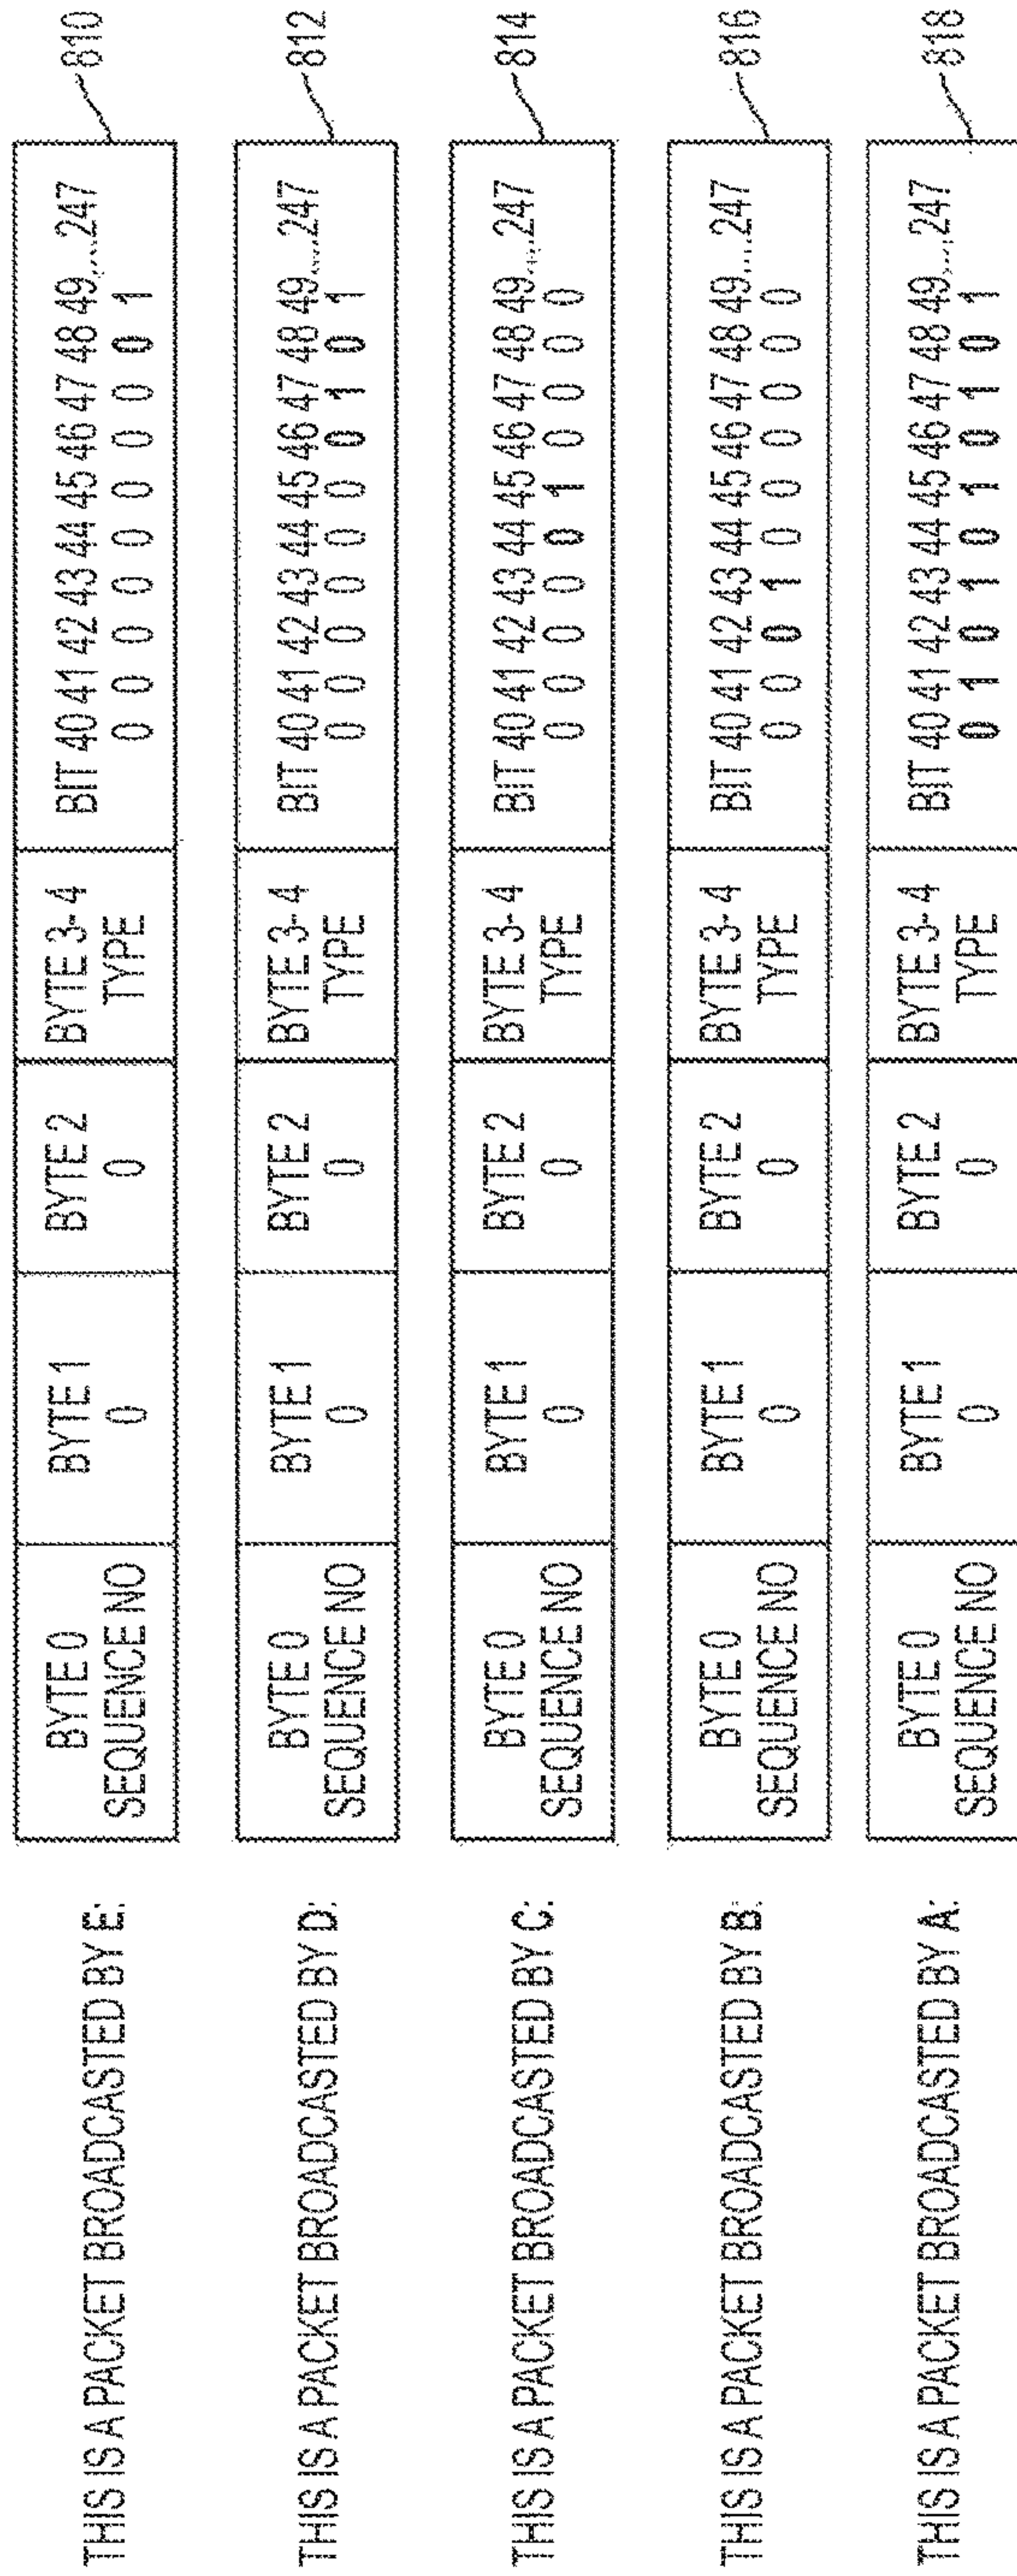 THIS IS A PACKET BROADCASTED BY E:
BYTE 0 BYTE 1 BYTE 2 BYTE 3-4 BIT 40 41 42 43 44 45 46 47 48 49....247
SEQUENCE NO 0 0 TYPE 0 0 0 0 0 0 0 0 0 1
810
THIS IS A PACKET BROADCASTED BY D:
BYTE 0 BYTE 1 BYTE 2 BYTE 3-4 BIT 40 41 42 43 44 45 46 47 48 49....247
SEQUENCE NO 0 0 TYPE 0 0 0 0 0 0 0 1 0 1
812
THIS IS A PACKET BROADCASTED BY C:
BYTE 0 BYTE 1 BYTE 2 BYTE 3-4 BIT 40 41 42 43 44 45 46 47 48 49....247
SEQUENCE NO 0 0 TYPE 0 0 0 0 0 1 0 0 0 0
814
THIS IS A PACKET BROADCASTED BY B:
BYTE 0 BYTE 1 BYTE 2 BYTE 3-4 BIT 40 41 42 43 44 45 46 47 48 49....247
SEQUENCE NO 0 0 TYPE 0 0 0 1 0 0 0 0 0 0
816
THIS IS A PACKET BROADCASTED BY A:
BYTE 0 BYTE 1 BYTE 2 BYTE 3-4 BIT 40 41 42 43 44 45 46 47 48 49....247
SEQUENCE NO 0 0 TYPE 0 1 0 1 0 1 0 1 0 1
818